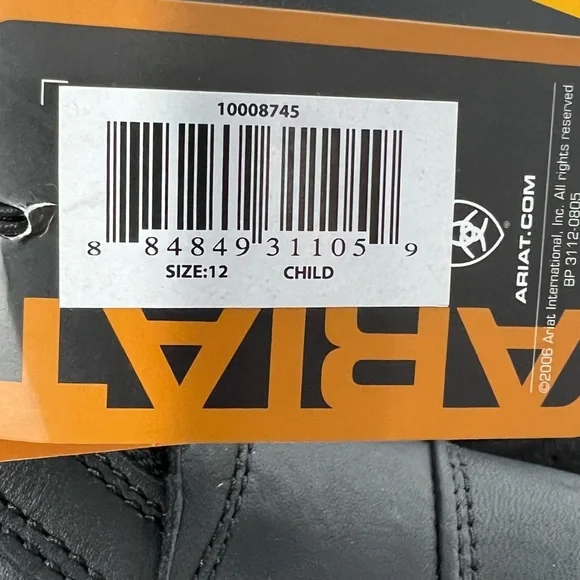 10008745
8 84849 31105 9
SIZE:12 CHILD
ARIAT.COM
©2006 Ariat International, Inc. All rights reserved
BP 3112-0805
ARIAT